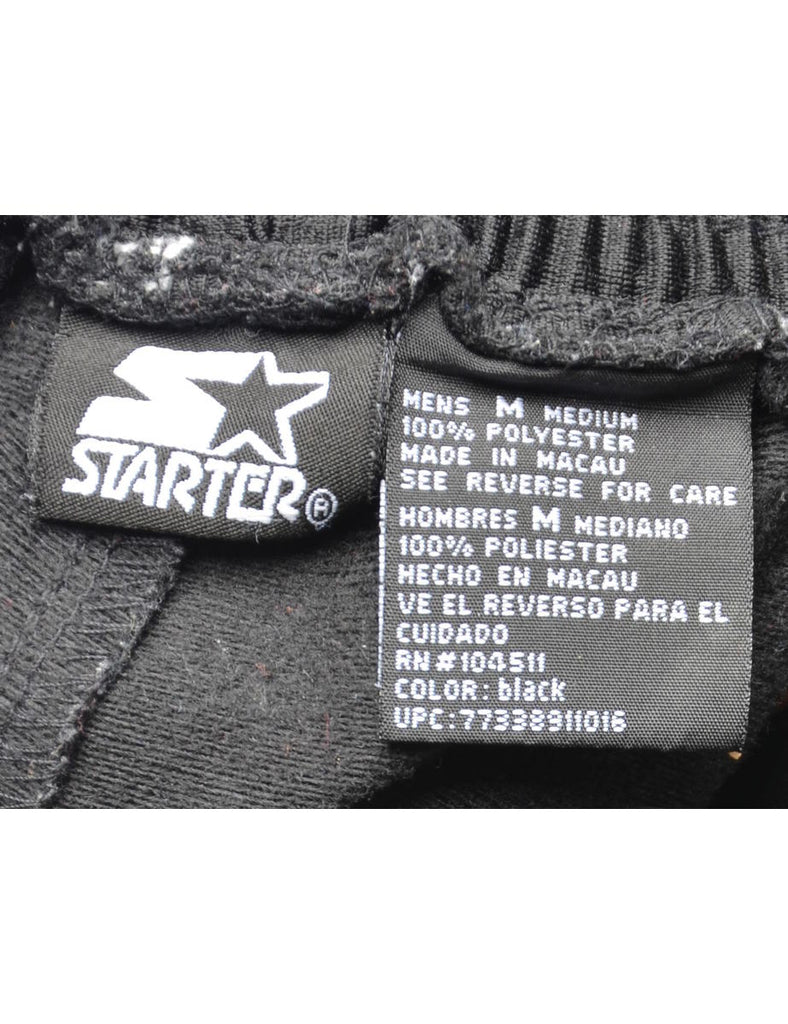 STARTER®
MENS M MEDIUM
100% POLYESTER
MADE IN MACAU
SEE REVERSE FOR CARE
HOMBRES M MEDIANO
100% POLIESTER
HECHO EN MACAU
VE EL REVERSO PARA EL
CUIDADO
RN#104511
COLOR: black
UPC:77338911016